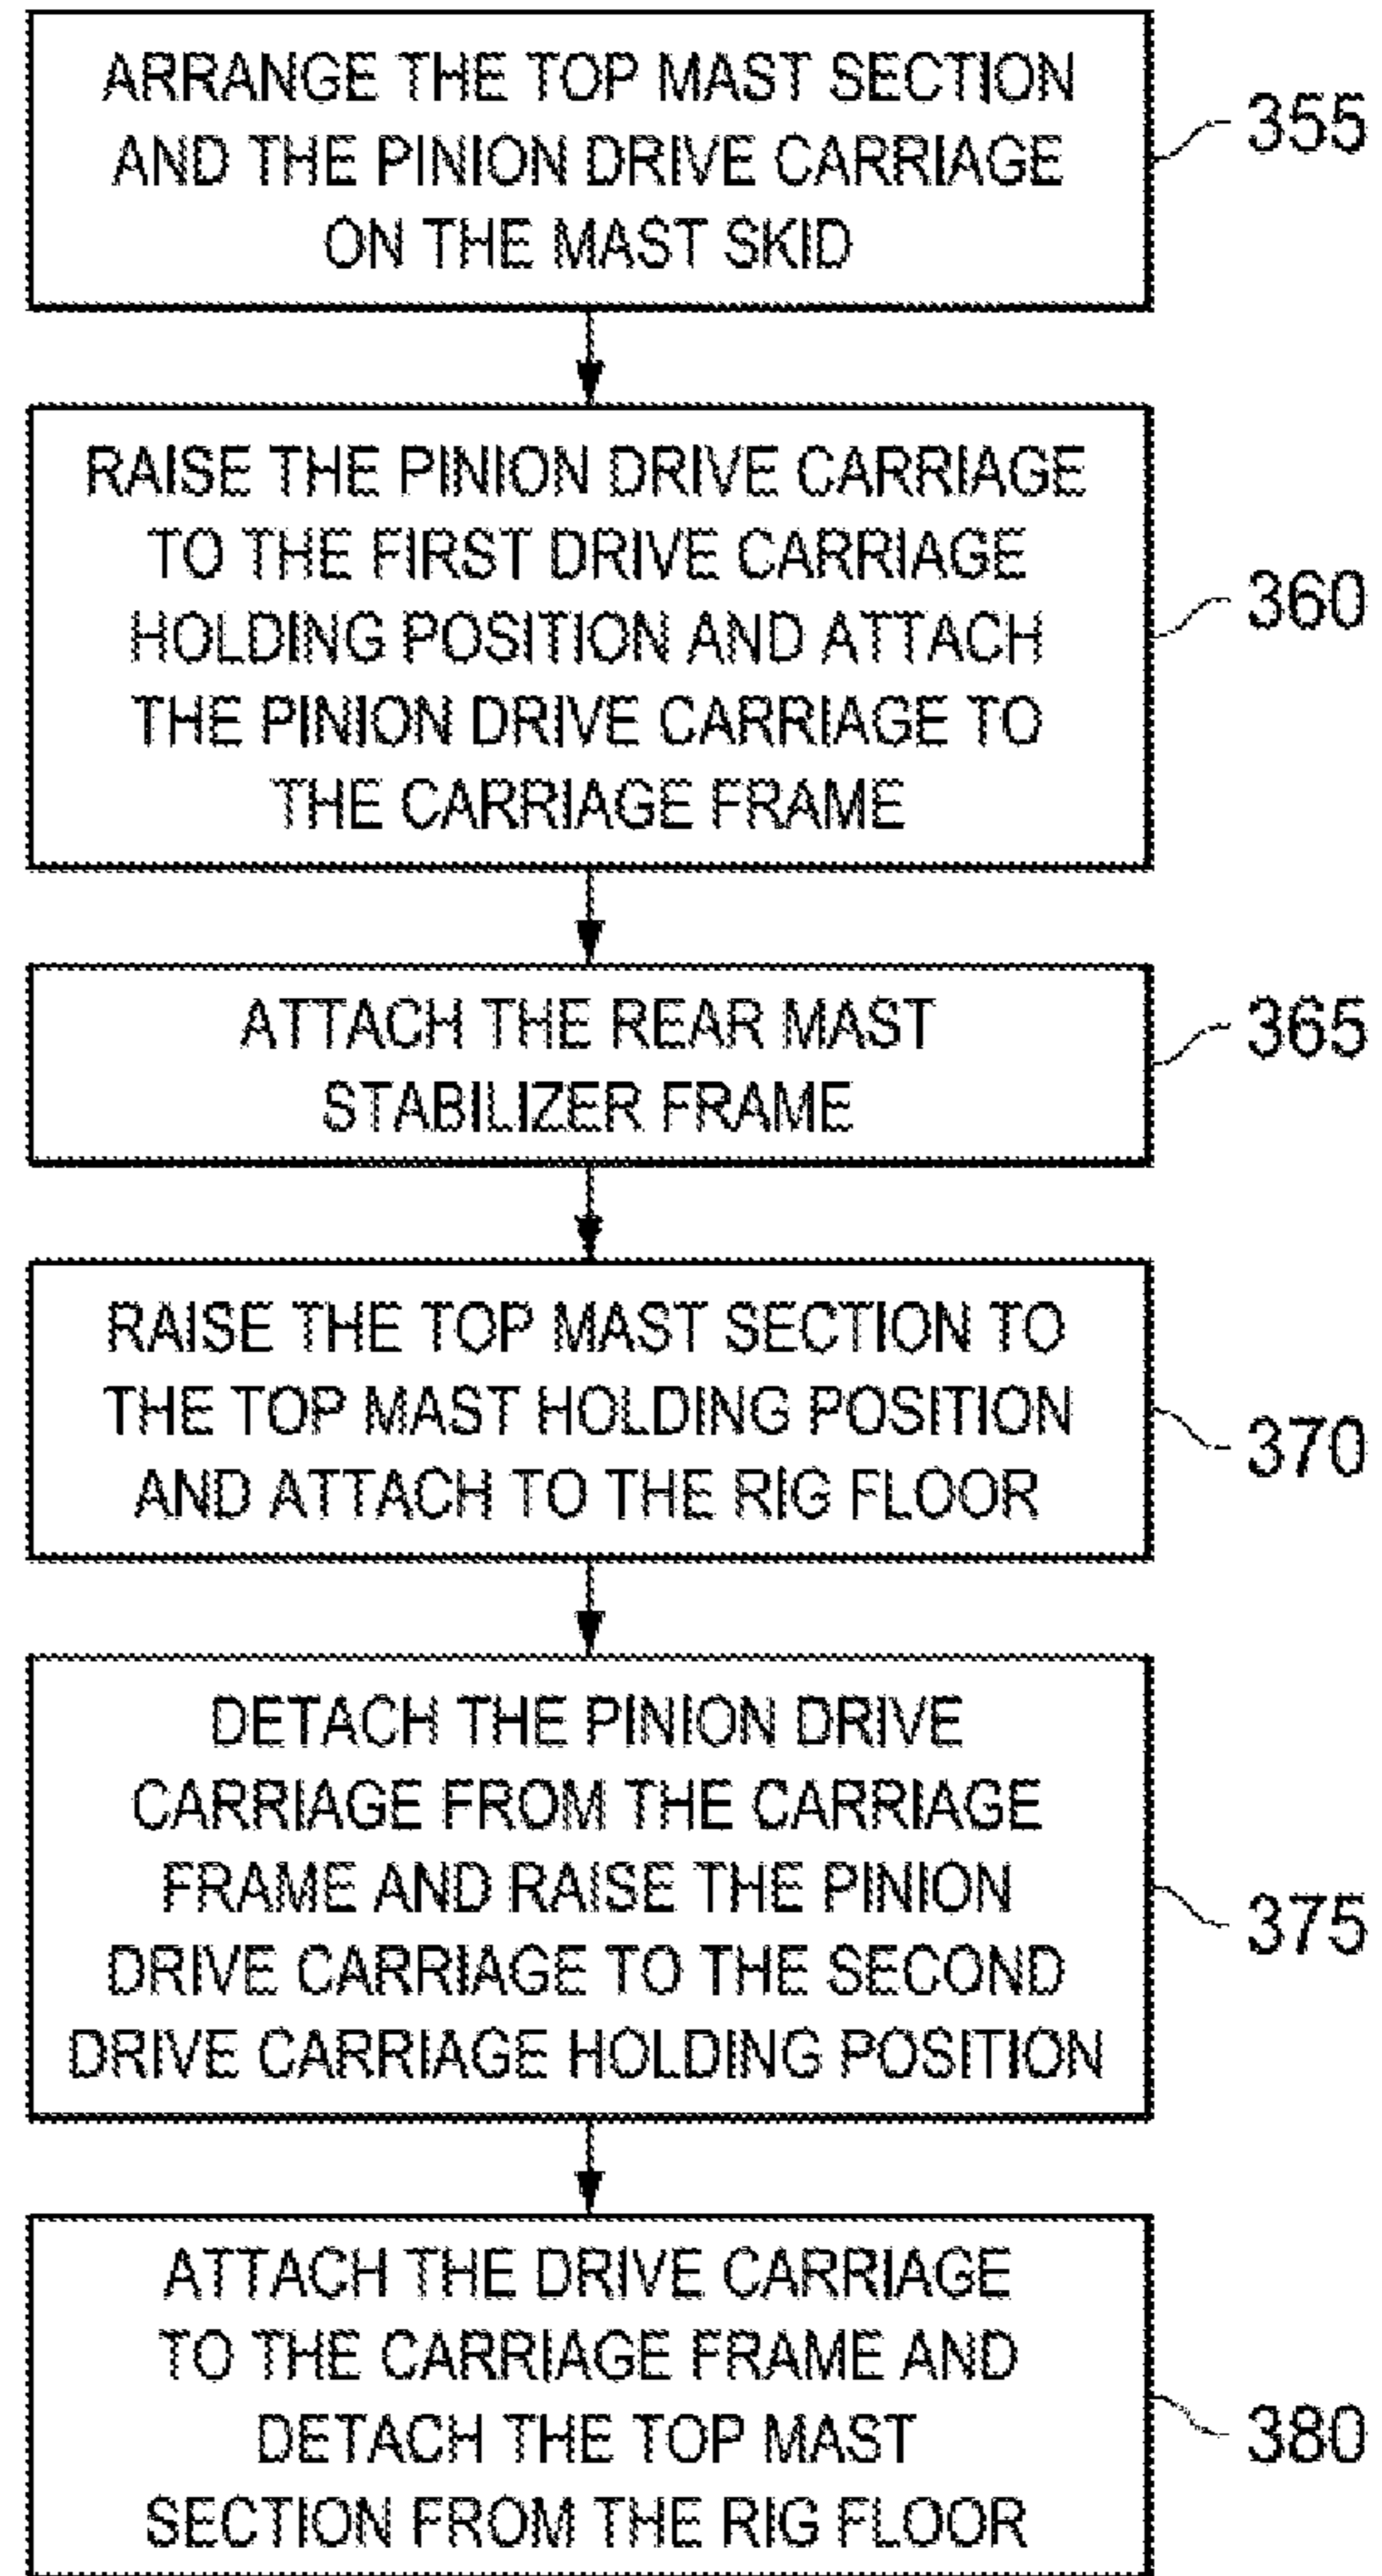 ARRANGE THE TOP MAST SECTION
AND THE PINION DRIVE CARRIAGE
ON THE MAST SKID
355
RAISE THE PINION DRIVE CARRIAGE
TO THE FIRST DRIVE CARRIAGE
HOLDING POSITION AND ATTACH
THE PINION DRIVE CARRIAGE TO
THE CARRIAGE FRAME
360
ATTACH THE REAR MAST
STABILIZER FRAME
365
RAISE THE TOP MAST SECTION TO
THE TOP MAST HOLDING POSITION
AND ATTACH TO THE RIG FLOOR
370
DETACH THE PINION DRIVE
CARRIAGE FROM THE CARRIAGE
FRAME AND RAISE THE PINION
DRIVE CARRIAGE TO THE SECOND
DRIVE CARRIAGE HOLDING POSITION
375
ATTACH THE DRIVE CARRIAGE
TO THE CARRIAGE FRAME AND
DETACH THE TOP MAST
SECTION FROM THE RIG FLOOR
380